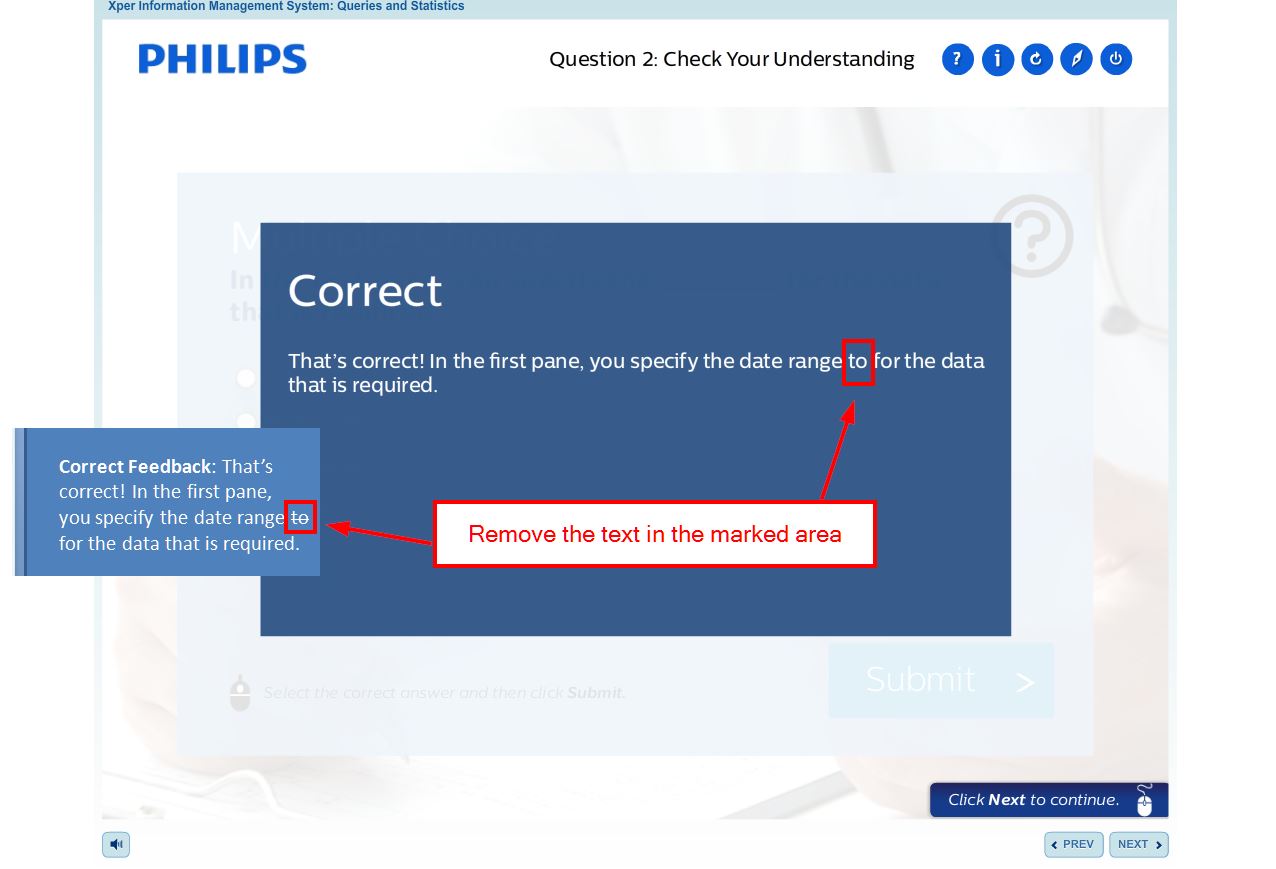 Xper Information Management System: Queries and Statistics
PHILIPS
Question 2: Check Your Understanding
?
i
Multiple Choice
In
?
Correct
That's correct! In the first pane, you specify the date range to for the data
that is required.
Correct Feedback: That's
correct! In the first pane,
you specify the date range to
for the data that is required.
Remove the text in the marked area
Select the correct answer and then click Submit.
Submit >
Click Next to continue.
PREV
NEXT